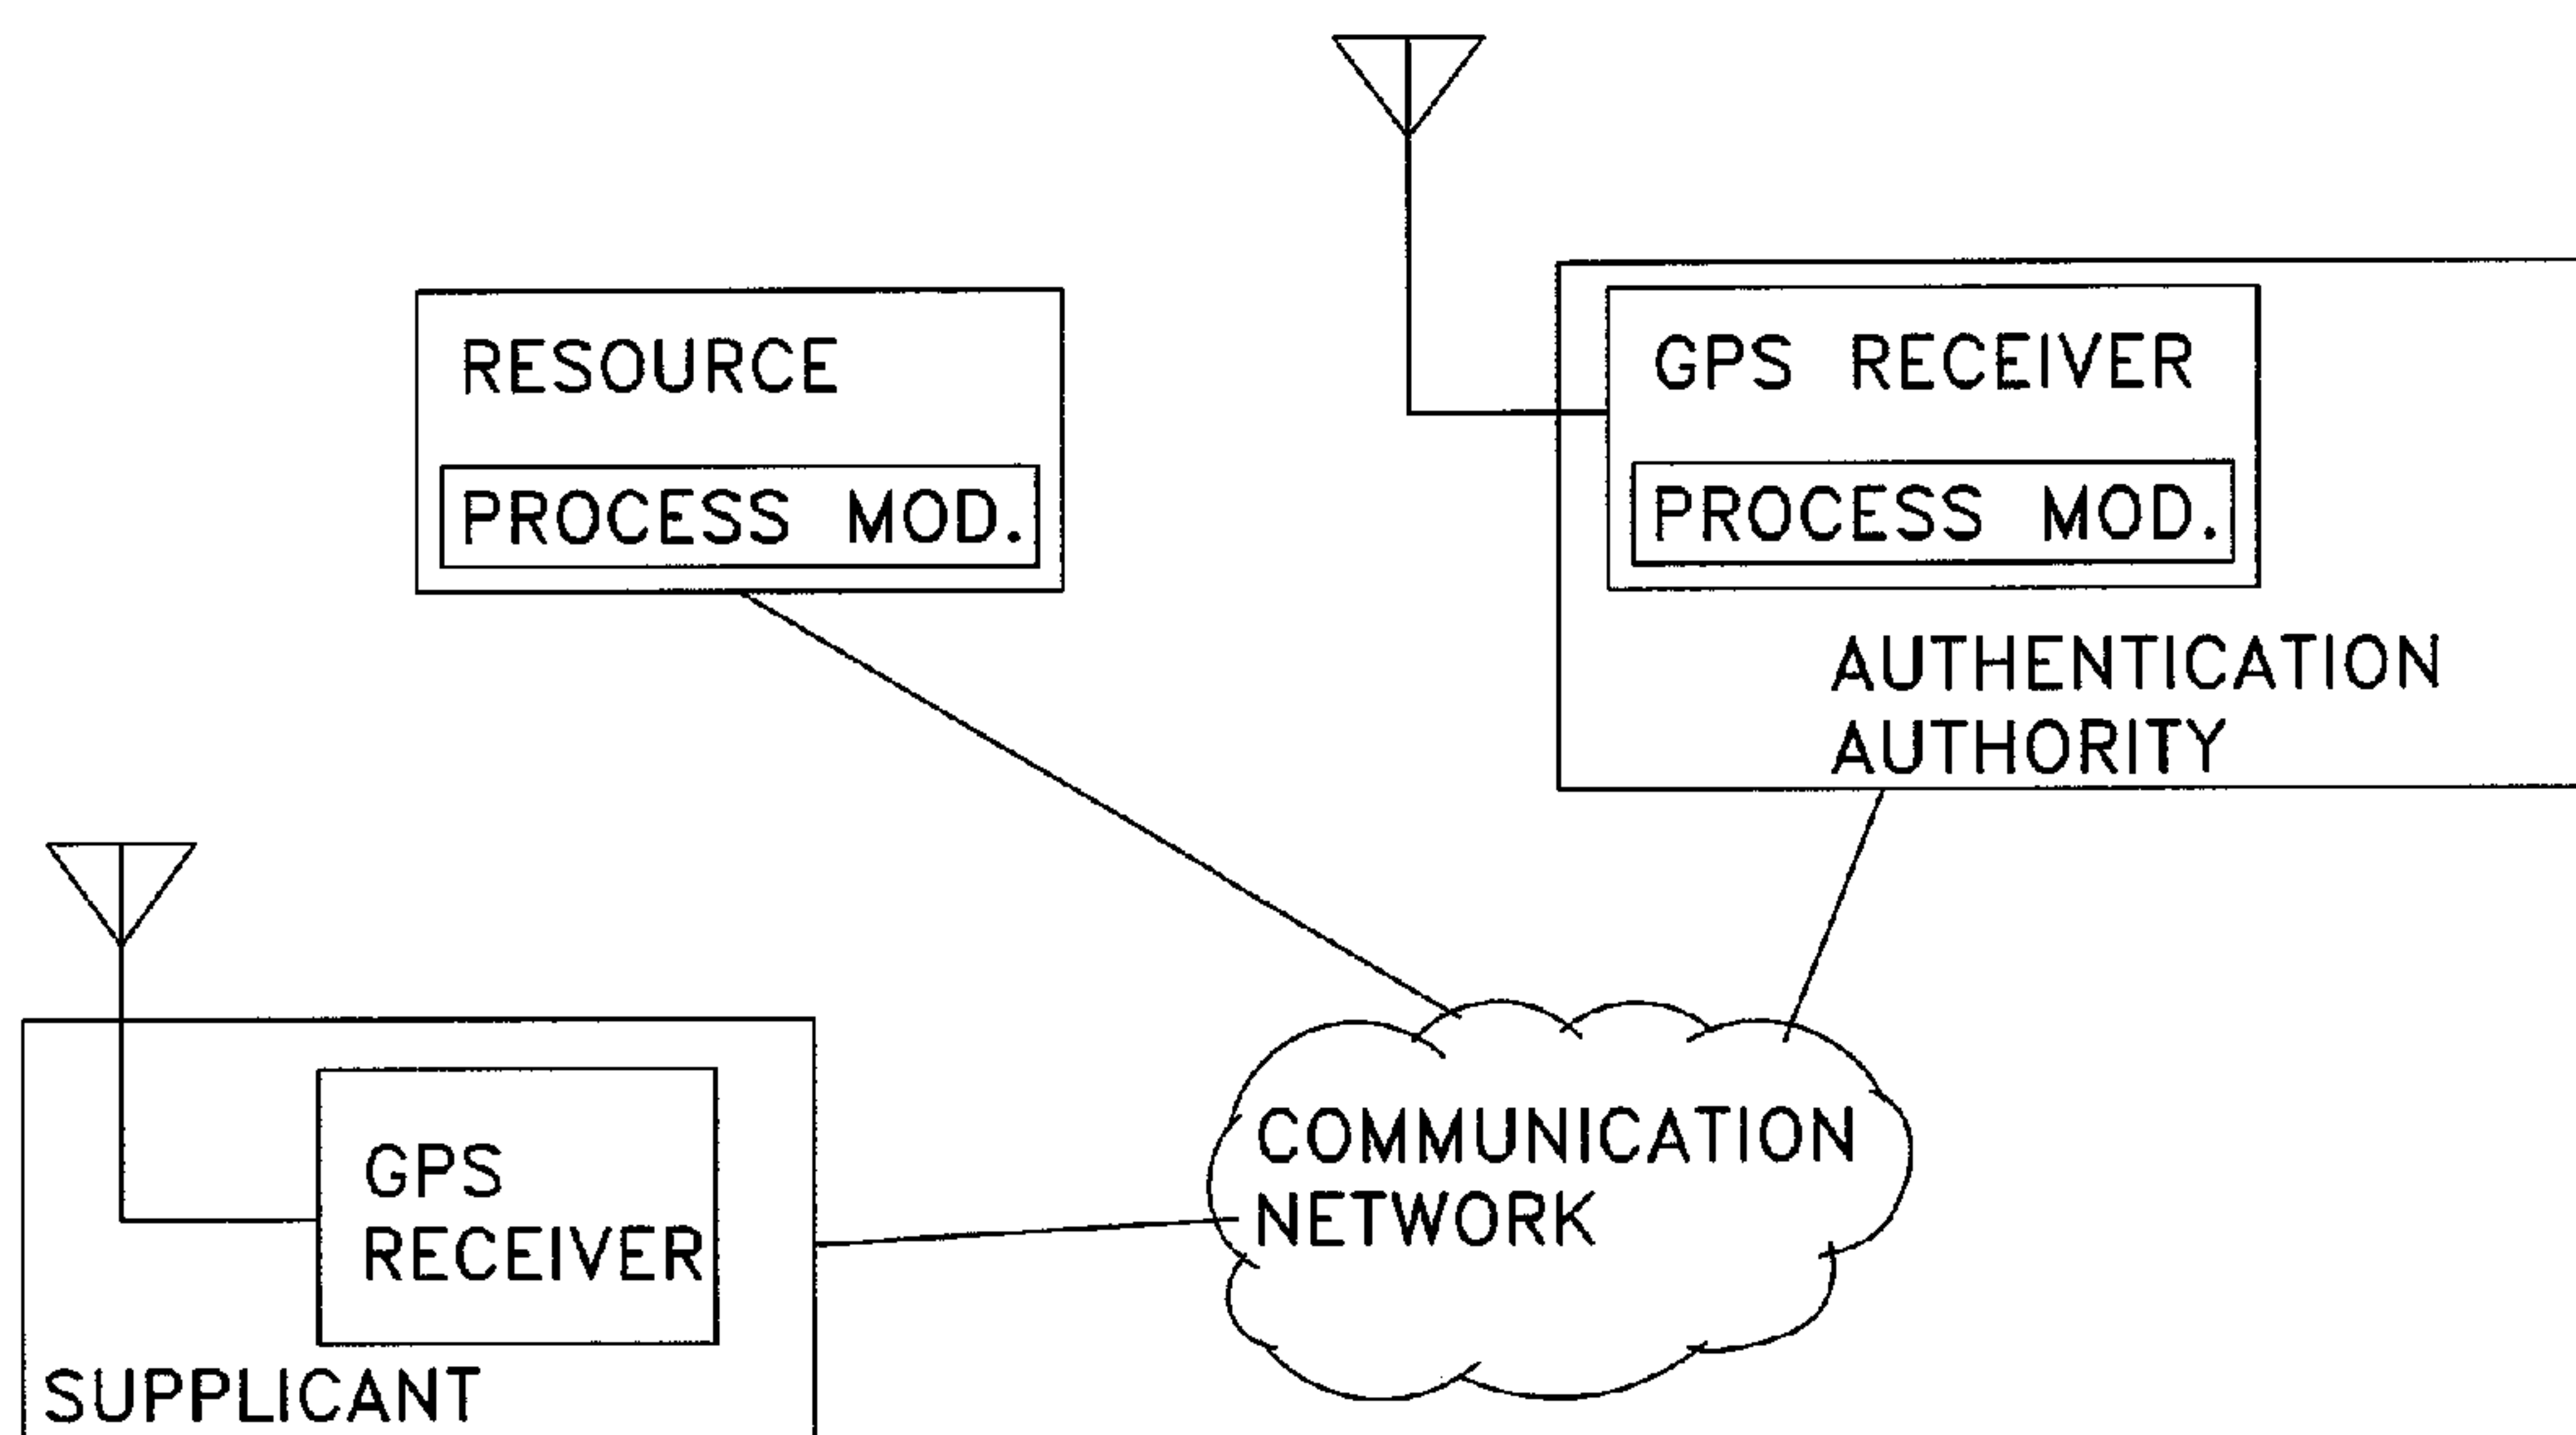 RESOURCE
PROCESS MOD.
GPS RECEIVER
PROCESS MOD.
AUTHENTICATION
AUTHORITY
GPS
RECEIVER
SUPPLICANT
COMMUNICATION
NETWORK